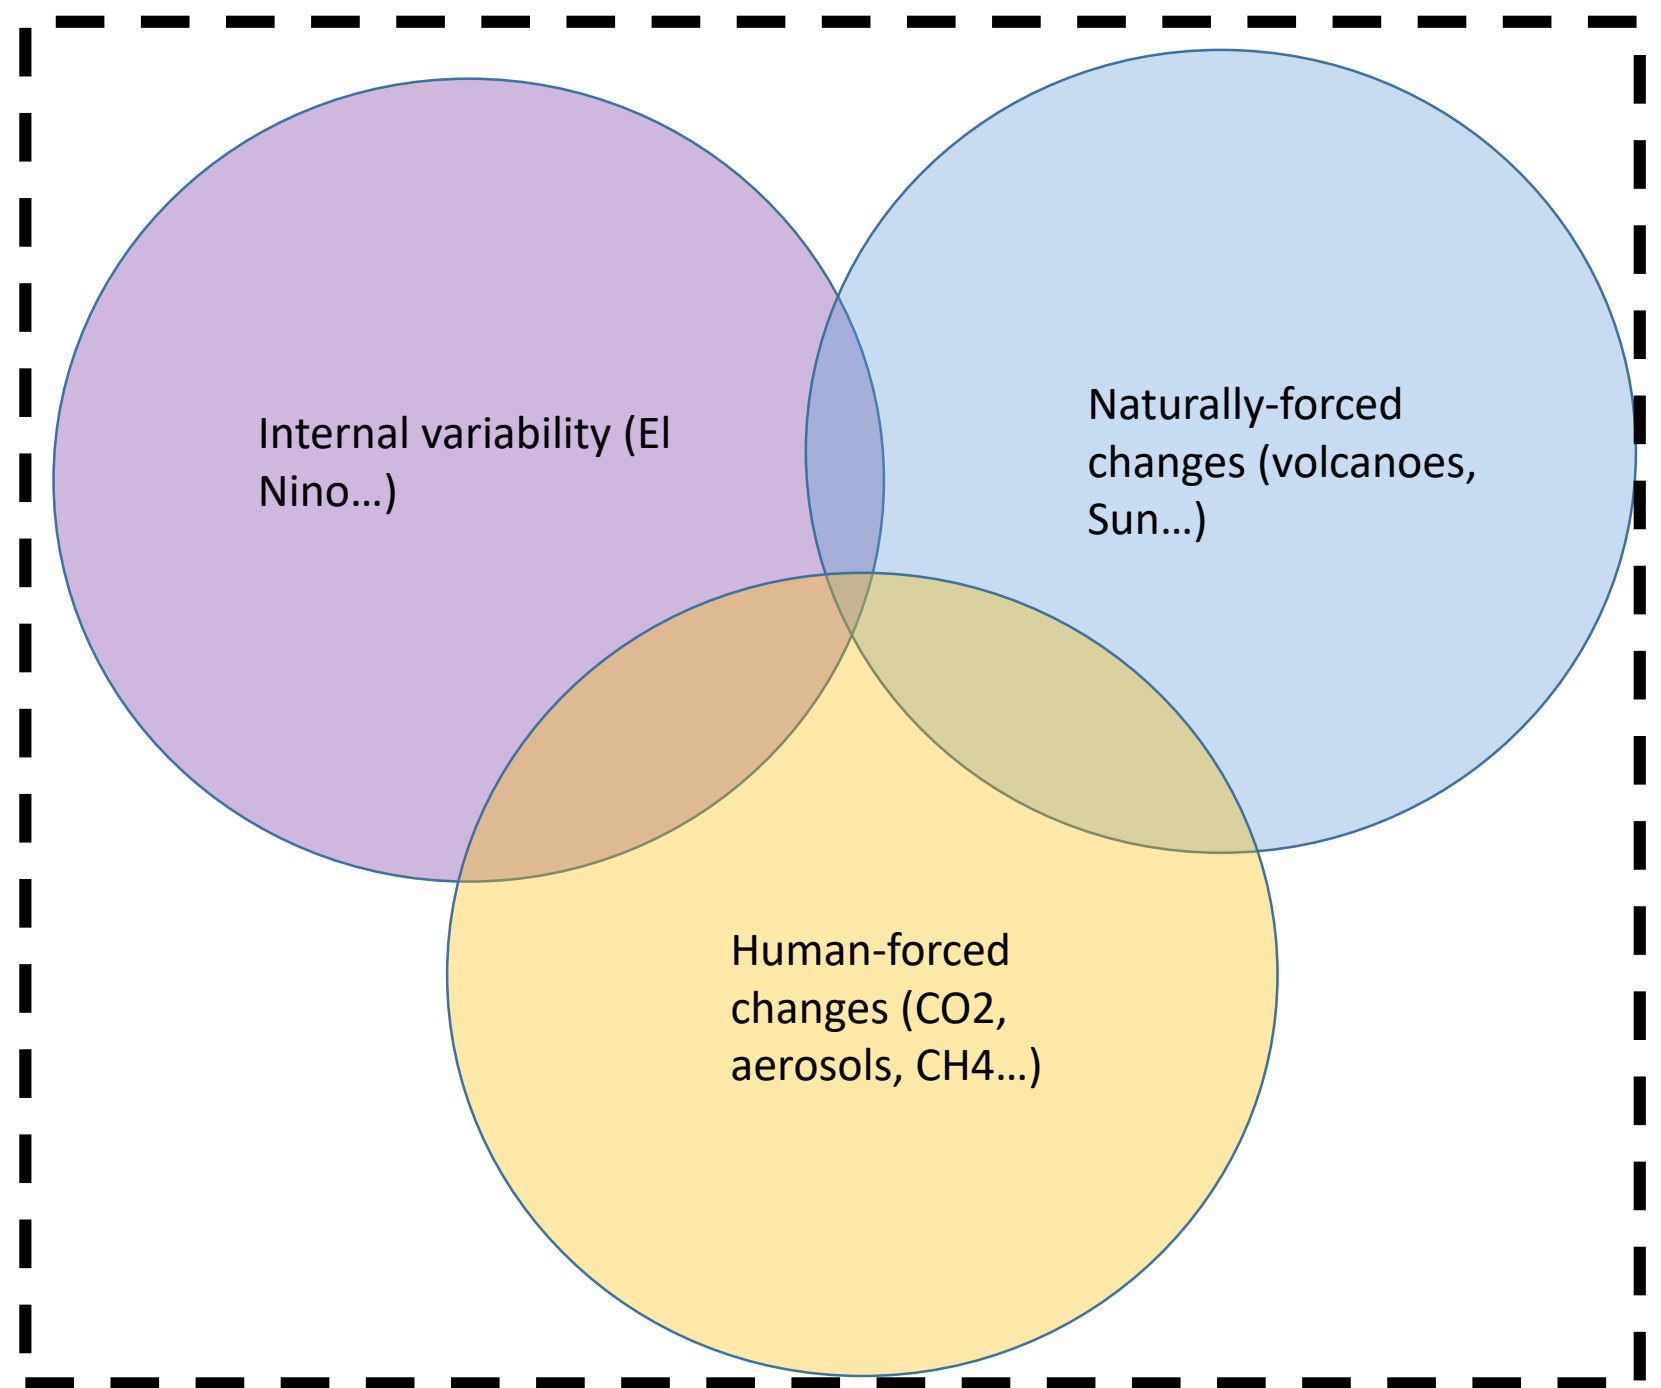 Internal variability (El
Nino…)
Naturally-forced
changes (volcanoes,
Sun…)
Human-forced
changes (CO2,
aerosols, CH4…)